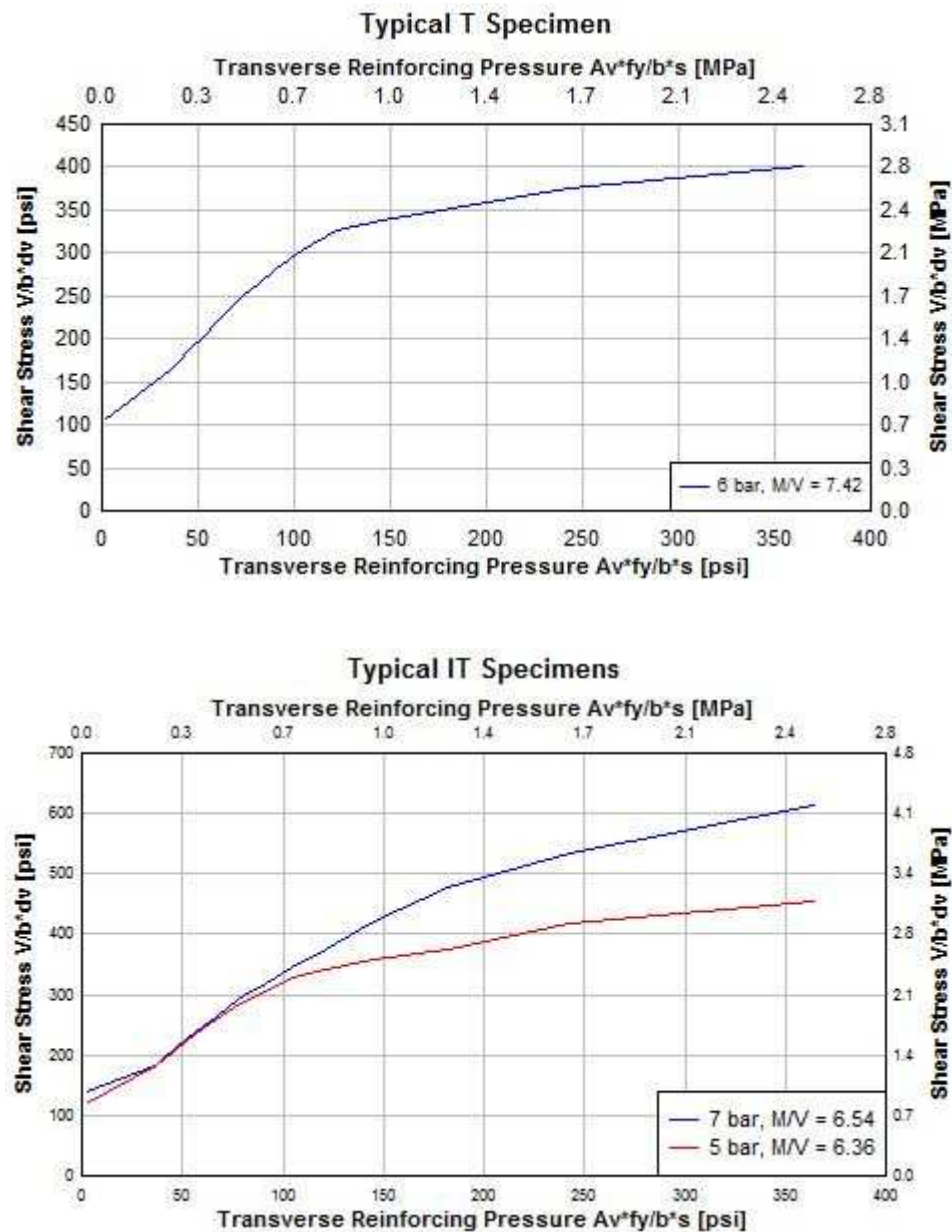 Typical T Specimen
Transverse Reinforcing Pressure Av*fy/b*s [MPa]
0.0 0.3 0.7 1.0 1.4 1.7 2.1 2.4 2.8
450 3.1
400 2.8
350 2.4
300 2.1
250 1.7
200 1.4
150 1.0
100 0.7
50 0.3
0 0.0
Shear Stress V/b*dv [psi]
Shear Stress V/b*dv [MPa]
6 bar, M/V = 7.42
0 50 100 150 200 250 300 350 400
Transverse Reinforcing Pressure Av*fy/b*s [psi]
Typical IT Specimens
Transverse Reinforcing Pressure Av*fy/b*s [MPa]
0.0 0.3 0.7 1.0 1.4 1.7 2.1 2.4 2.8
700 4.8
600 4.1
500 3.4
400 2.8
300 2.1
200 1.4
100 0.7
0 0.0
Shear Stress V/b*dv [psi]
Shear Stress V/b*dv [MPa]
7 bar, M/V = 6.54
5 bar, M/V = 6.36
0 50 100 150 200 250 300 350 400
Transverse Reinforcing Pressure Av*fy/b*s [psi]